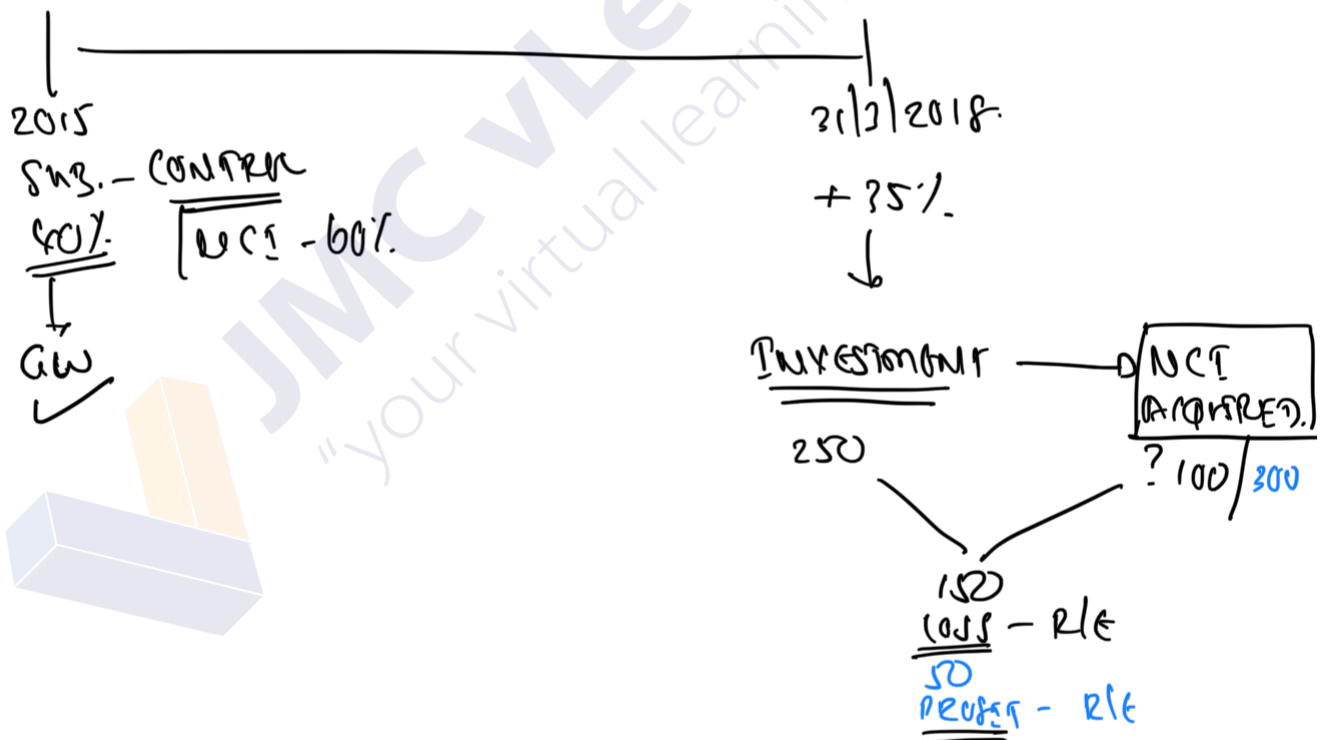 2015
31|3|2018.
SUB. - CONTROL
+ 35%.
40% NCI - 60%
GW
INVESTMENT
NCI
ACQUIRED.
250
? 100 / 300
150
LOSS - R/E
50
PROFIT - R/E
JMC vLe
"your virtual learnin